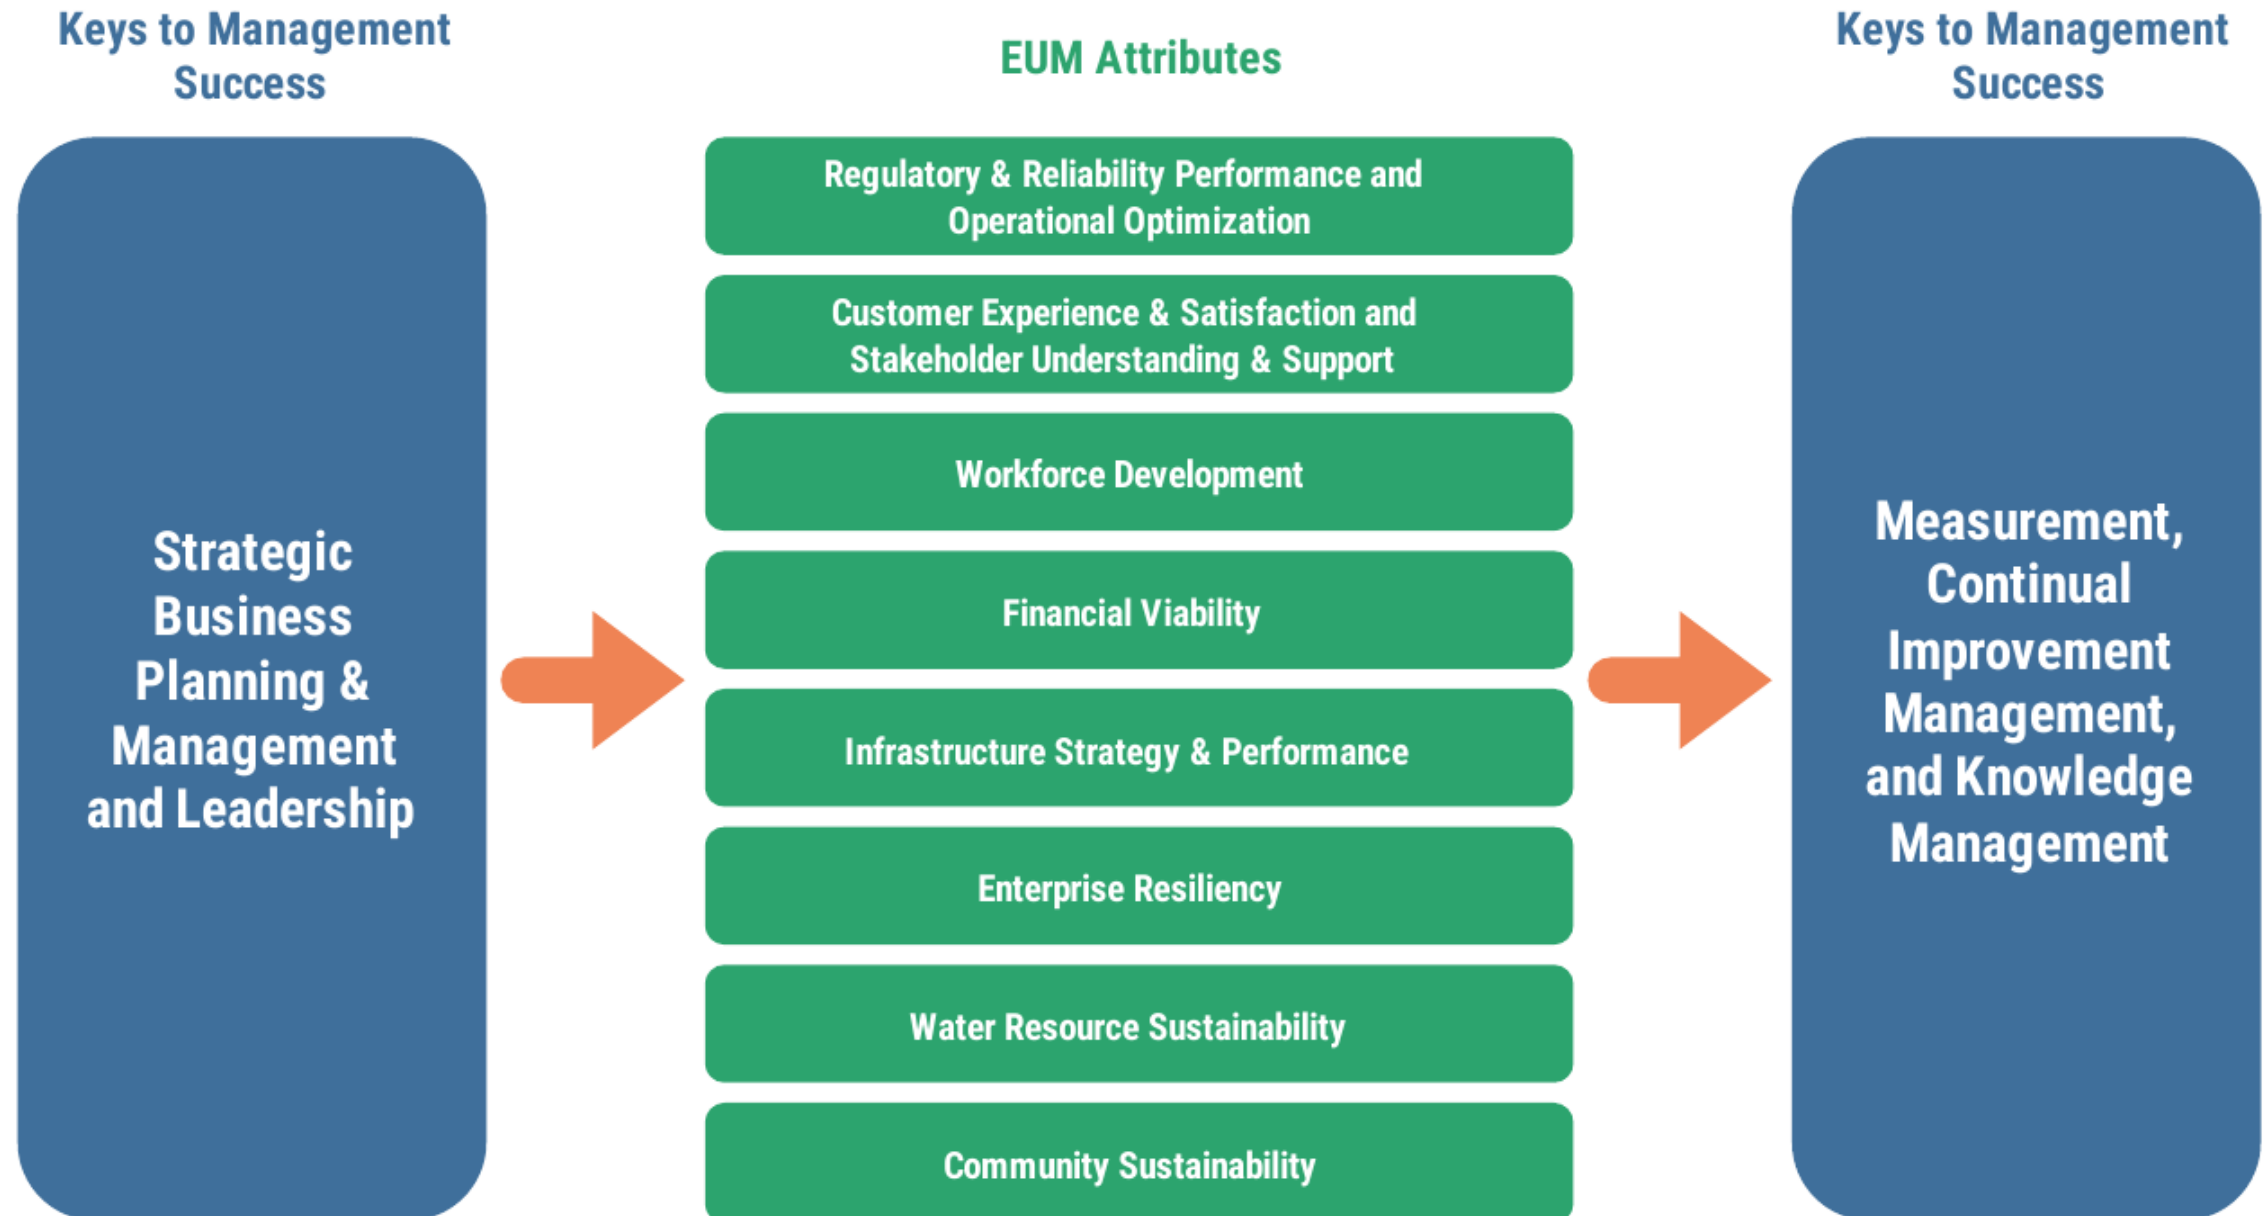 Keys to Management
Success
Strategic
Business
Planning &
Management
and Leadership
EUM Attributes
Regulatory & Reliability Performance and
Operational Optimization
Customer Experience & Satisfaction and
Stakeholder Understanding & Support
Workforce Development
Financial Viability
Infrastructure Strategy & Performance
Enterprise Resiliency
Water Resource Sustainability
Community Sustainability
Keys to Management
Success
Measurement,
Continual
Improvement
Management,
and Knowledge
Management